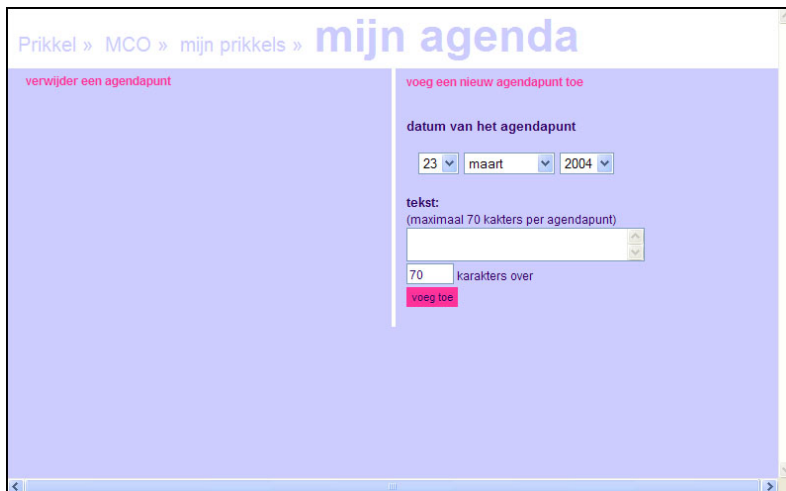 Prikkel » MCO » mijn prikkels » mijn agenda
verwijder een agendapunt
voeg een nieuw agendapunt toe
datum van het agendapunt
23 maart 2004
tekst:
(maximaal 70 kakters per agendapunt)
70 karakters over
voeg toe